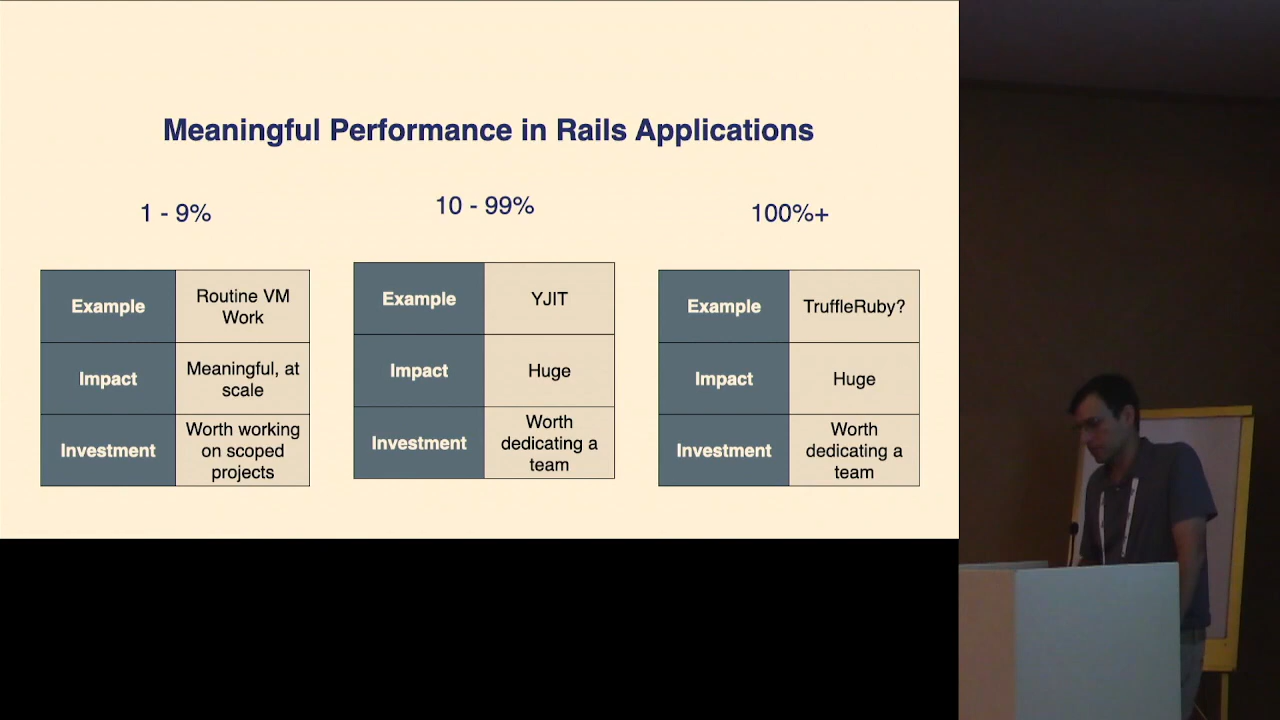 Meaningful Performance in Rails Applications
1 - 9%
Example
Routine VM
Work
Impact
Meaningful, at
scale
Investment
Worth working
on scoped
projects
10 - 99%
Example
YJIT
Impact
Huge
Investment
Worth
dedicating a
team
100%+
Example
TruffleRuby?
Impact
Huge
Investment
Worth
dedicating a
team